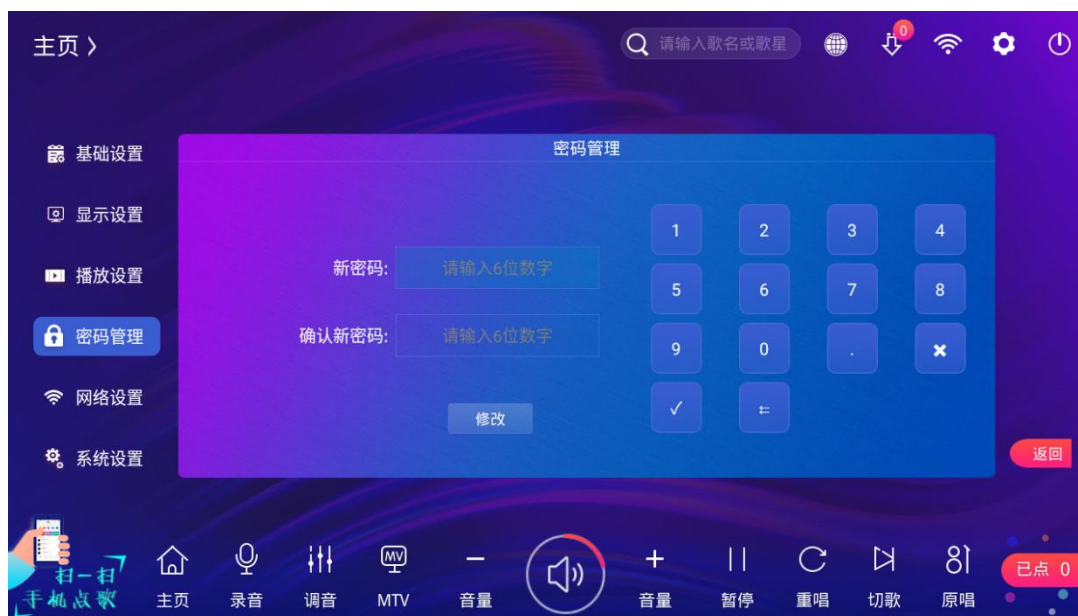 主页 〉
请输入歌名或歌星
0
基础设置
显示设置
播放设置
密码管理
网络设置
系统设置
密码管理
新密码:
请输入6位数字
确认新密码:
请输入6位数字
修改
1 2 3 4
5 6 7 8
9 0 . ×
✓ ⇐
返回
扫一扫
手机点歌
主页
录音
调音
MV
MTV
音量
音量
暂停
重唱
切歌
原唱
已点 0